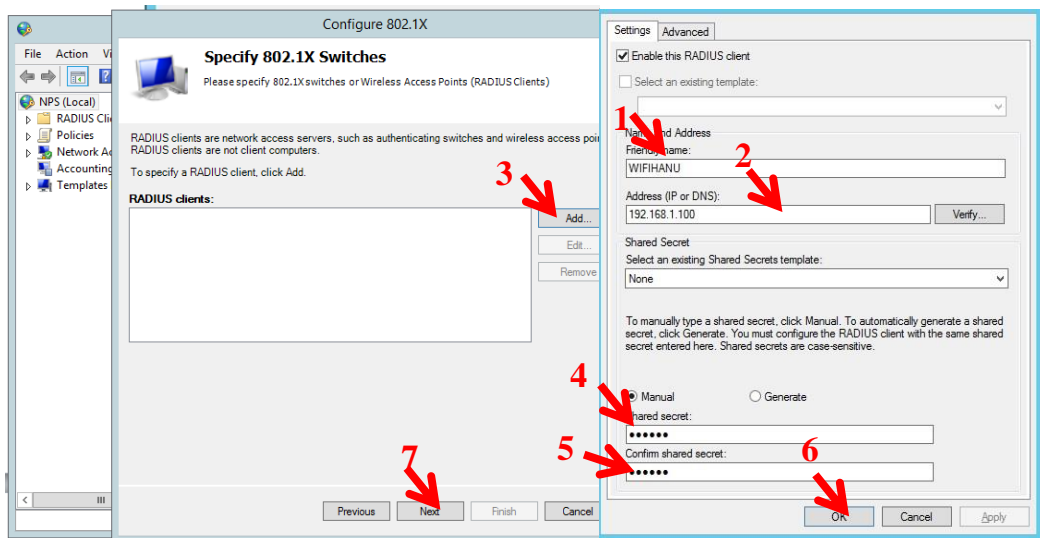 File Action Vi
NPS (Local)
RADIUS Clie
Policies
Network Ac
Accounting
Templates
Configure 802.1X
Specify 802.1X Switches
Please specify 802.1X switches or Wireless Access Points (RADIUS Clients)
RADIUS clients are network access servers, such as authenticating switches and wireless access poi
RADIUS clients are not client computers.
To specify a RADIUS client, click Add.
3
RADIUS clients:
Add...
Edit...
Remove
7
Previous Next Finish Cancel
Settings Advanced
Enable this RADIUS client
Select an existing template:
1
Name and Address
Friendly name:
2
WIFIHANU
Address (IP or DNS):
192.168.1.100
Verify...
Shared Secret
Select an existing Shared Secrets template:
None
To manually type a shared secret, click Manual. To automatically generate a shared
secret, click Generate. You must configure the RADIUS client with the same shared
secret entered here. Shared secrets are case-sensitive.
4
Manual Generate
Shared secret:
••••••
5
Confirm shared secret:
6
••••••
OK Cancel Apply